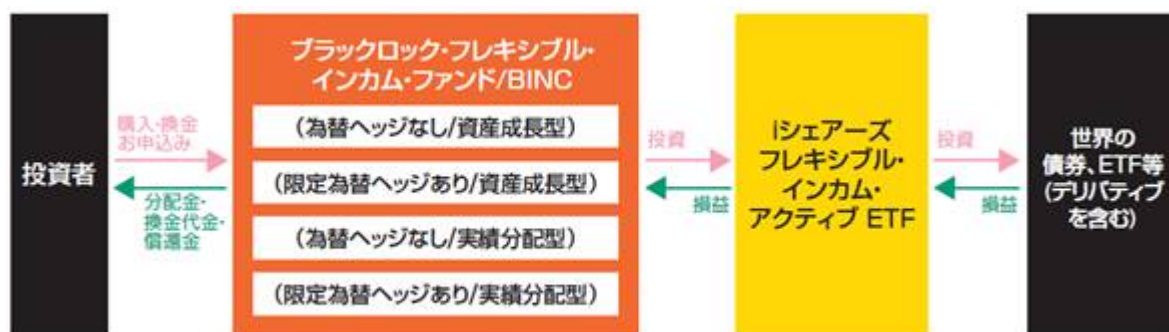 投資者
購入・換金
お申込み
分配金・
換金代金・
償還金
ブラックロック・フレキシブル・
インカム・ファンド/BINC
(為替ヘッジなし/資産成長型)
(限定為替ヘッジあり/資産成長型)
(為替ヘッジなし/実績分配型)
(限定為替ヘッジあり/実績分配型)
投資
損益
iシェアーズ
フレキシブル・
インカム・
アクティブ ETF
投資
損益
世界の
債券、ETF等
(デリバティブ
を含む)